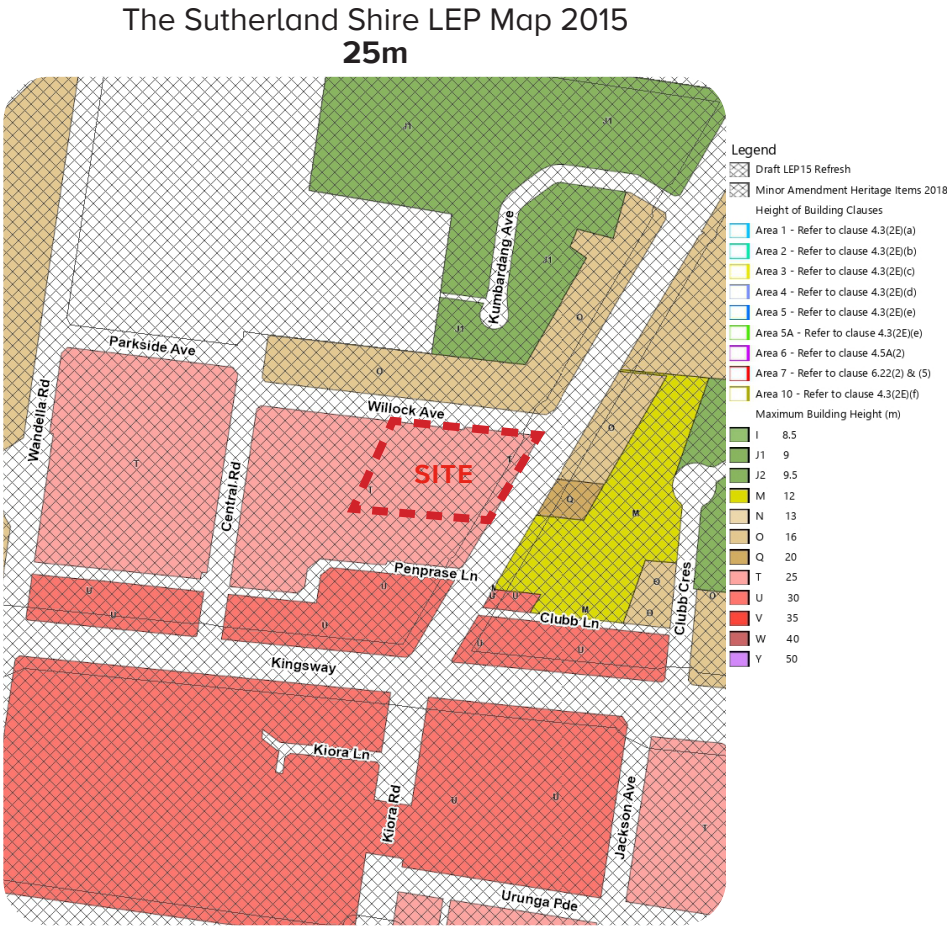 The Sutherland Shire LEP Map 2015
25m
J1
J1
Kumbardang Ave
J1
J1
O
Parkside Ave
O
Willock Ave
Wandella Rd
T
Central Rd
SITE
T
O
Q
M
Penprase Ln
U
U
U
U
U
M
U
U
M
O
O
O
Clubb Ln
Clubb Cres
U
U
Kingsway
Kiora Ln
Kiora Rd
U
U
Jackson Ave
T
Urunga Pde
Legend
Draft LEP15 Refresh
Minor Amendment Heritage Items 2018
Height of Building Clauses
Area 1 - Refer to clause 4.3(2E)(a)
Area 2 - Refer to clause 4.3(2E)(b)
Area 3 - Refer to clause 4.3(2E)(c)
Area 4 - Refer to clause 4.3(2E)(d)
Area 5 - Refer to clause 4.3(2E)(e)
Area 5A - Refer to clause 4.3(2E)(e)
Area 6 - Refer to clause 4.5A(2)
Area 7 - Refer to clause 6.22(2) & (5)
Area 10 - Refer to clause 4.3(2E)(f)
Maximum Building Height (m)
I 8.5
J1 9
J2 9.5
M 12
N 13
O 16
Q 20
T 25
U 30
V 35
W 40
Y 50